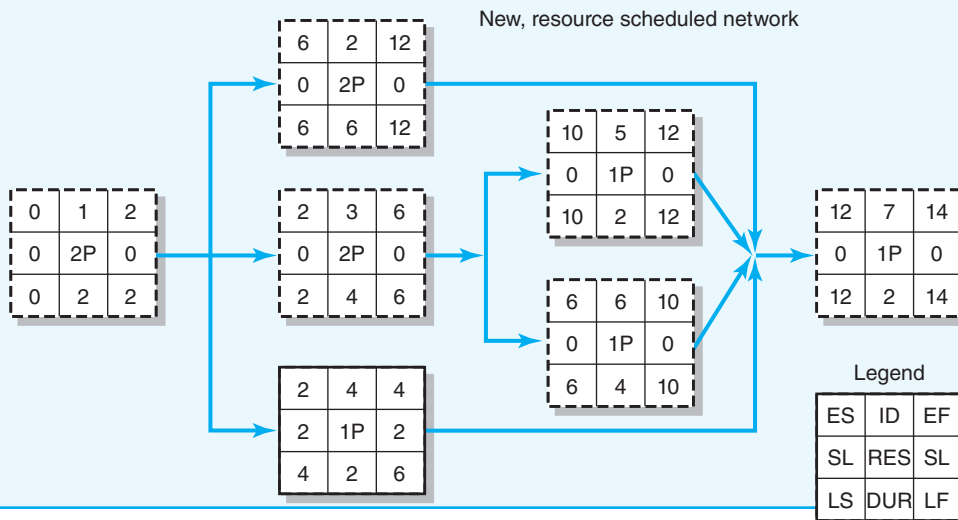 New, resource scheduled network
6 2 12
0 2P 0
6 6 12
10 5 12
0 1P 0
10 2 12
0 1 2
0 2P 0
0 2 2
2 3 6
0 2P 0
2 4 6
12 7 14
0 1P 0
12 2 14
6 6 10
0 1P 0
6 4 10
2 4 4
2 1P 2
4 2 6
Legend
ES ID EF
SL RES SL
LS DUR LF